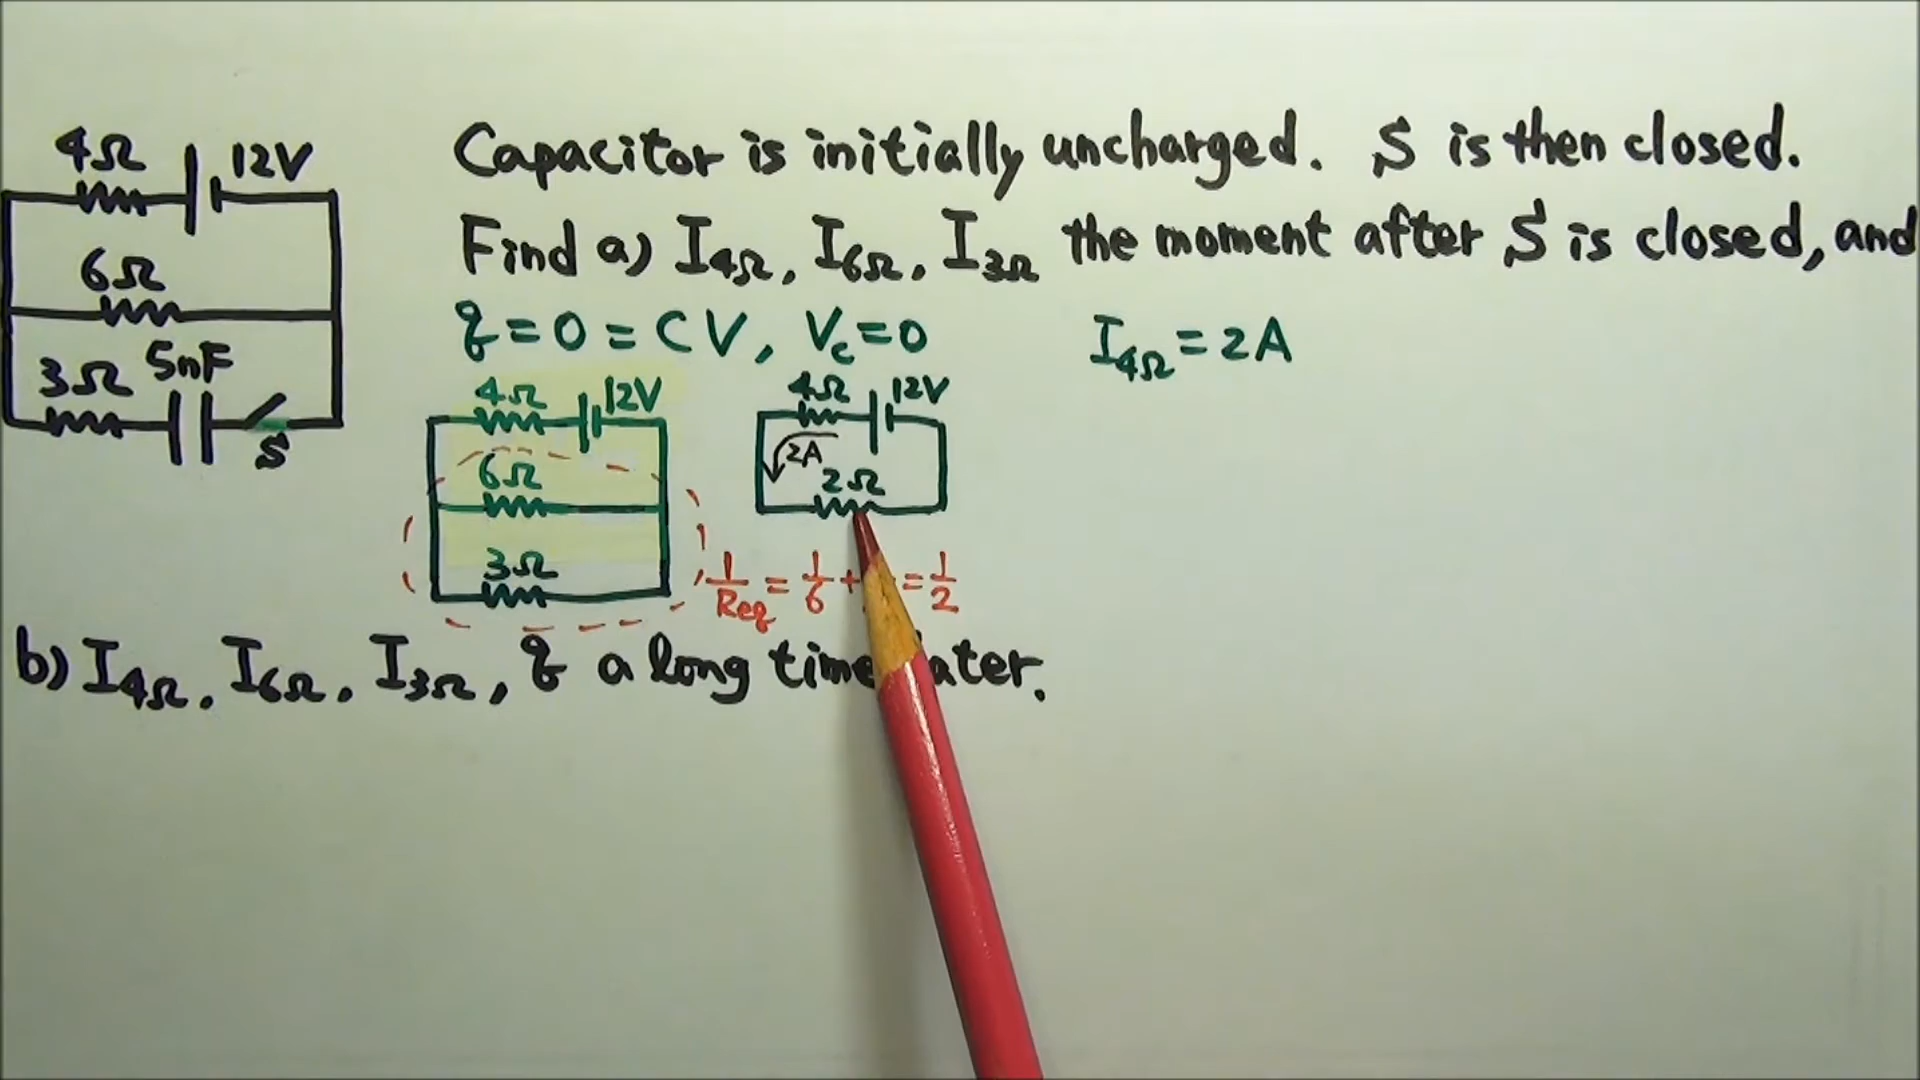 4Ω 12V
6Ω
3Ω 5nF
S
Capacitor is initially uncharged. S is then closed.
Find a) I4Ω, I6Ω, I3Ω the moment after S is closed, and
q = 0 = CV, Vc = 0
I4Ω = 2A
4Ω 12V
6Ω
3Ω
4Ω 12V
2A
2Ω
1/Req = 1/6 + = 1/2
b) I4Ω, I6Ω, I3Ω, q a long time later.